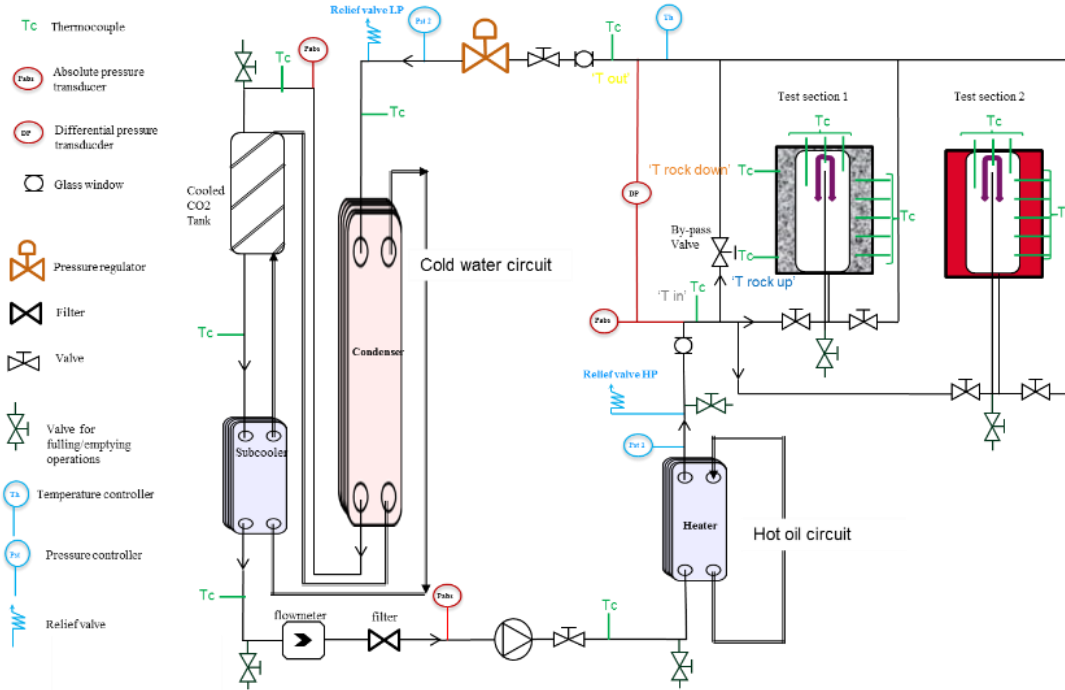 Tc
Thermocouple
Pabs
Absolute pressure
transducer
DP
Differential pressure
transducder
Glass window
Pressure regulator
Filter
Valve
Valve for
fulling/emptying
operations
Th
Temperature controller
Pst
Pressure controller
Relief valve
Relief valve LP
Pst 2
Th
Tc
Pabs
Tc
Tc
'T out'
Cooled
CO2
Tank
Tc
Condenser
Cold water circuit
Subcooler
Tc
flowmeter
filter
Pabs
Tc
DP
Test section 1
Tc
'T rock down'
Tc
Tc
By-pass
Valve
Tc
'T rock up'
'T in'
Tc
Pabs
Test section 2
Tc
Relief valve HP
Heater
Hot oil circuit